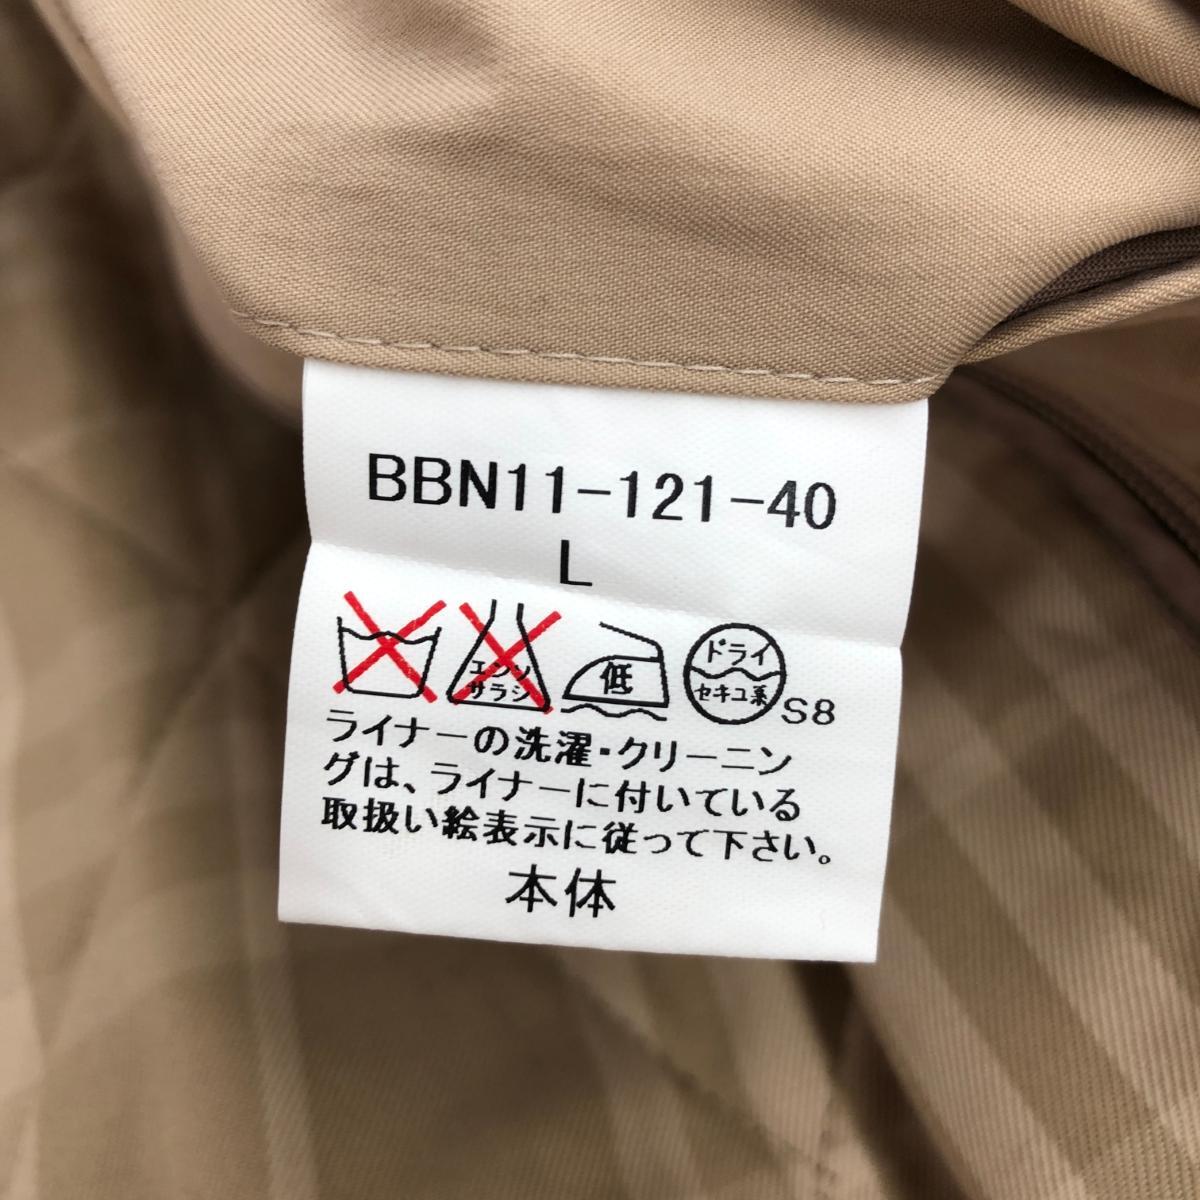 BBN11-121-40
L
エンソ
サラシ
低
ドライ
セキユ系
S8
ライナーの洗濯・クリーニン
グは、ライナーに付いている
取扱い絵表示に従って下さい。
本体